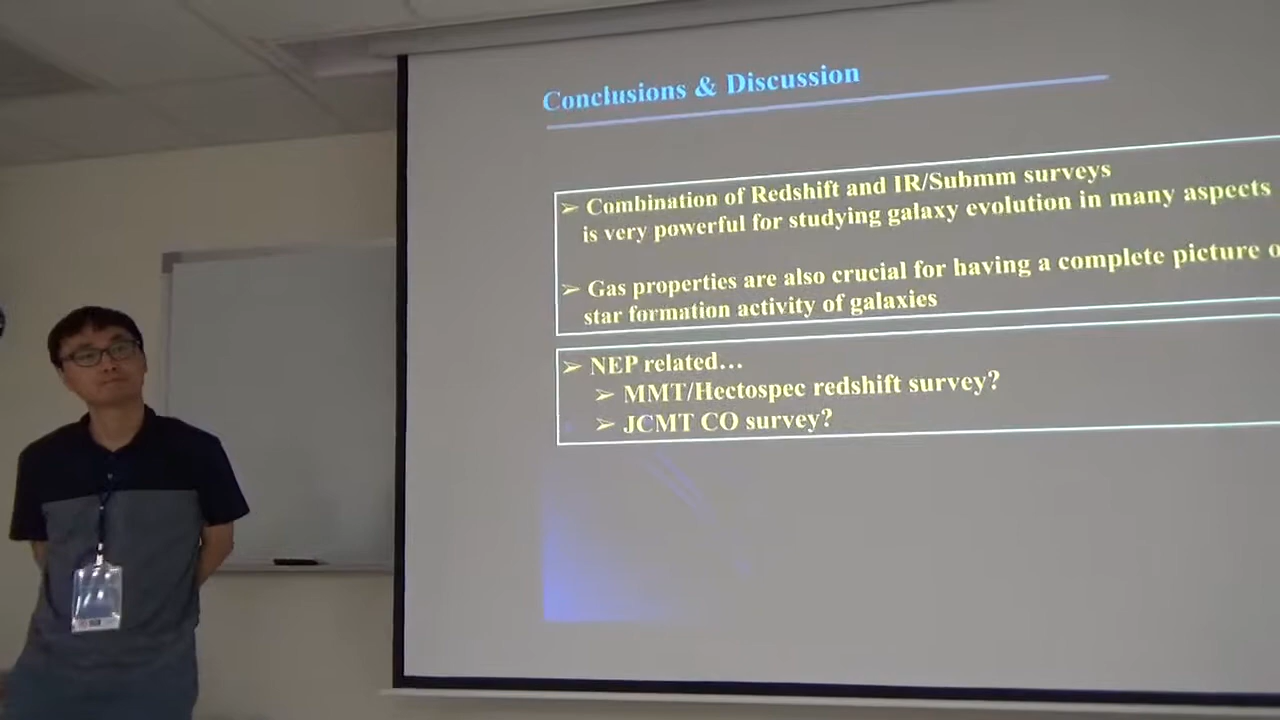 Conclusions & Discussion
➢ Combination of Redshift and IR/Submm surveys
is very powerful for studying galaxy evolution in many aspects
➢ Gas properties are also crucial for having a complete picture o
star formation activity of galaxies
➢ NEP related…
➢ MMT/Hectospec redshift survey?
➢ JCMT CO survey?